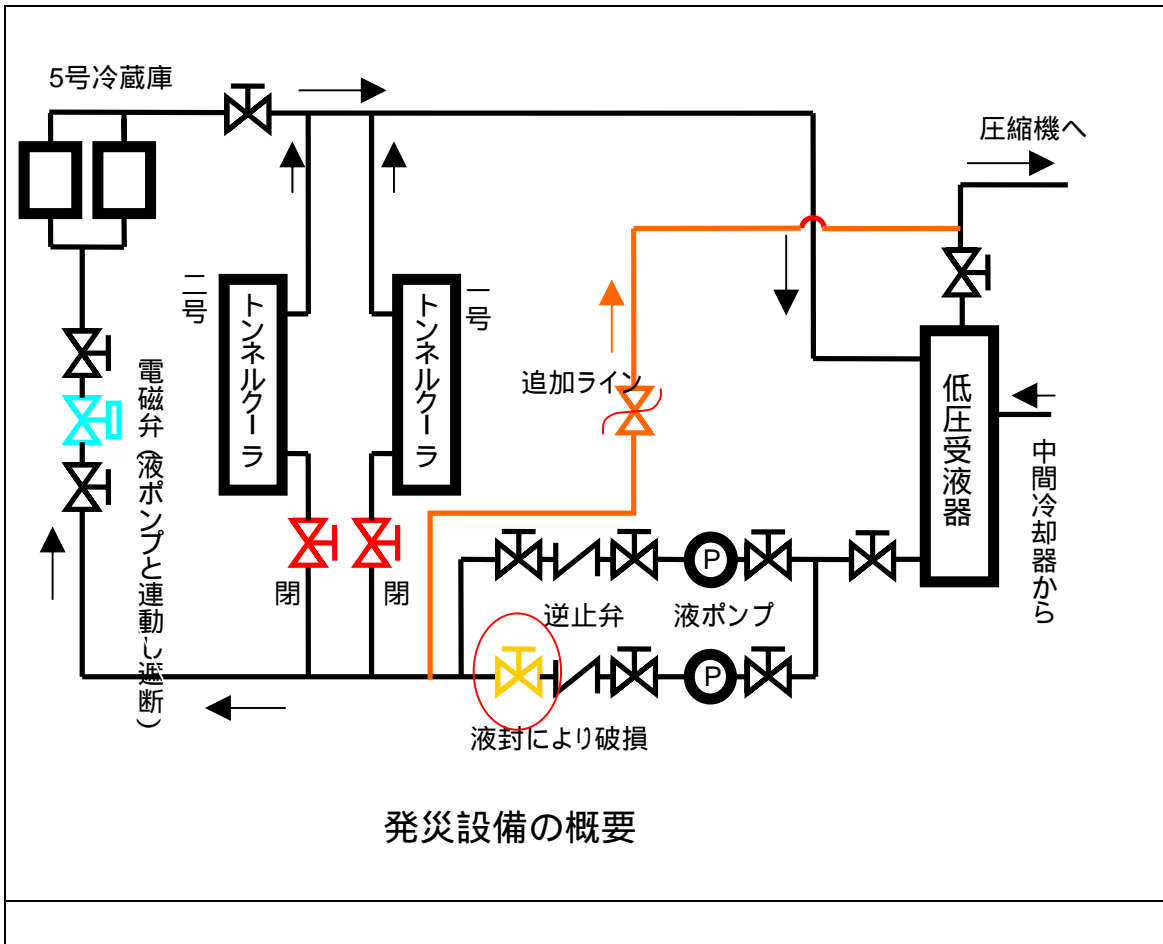 5号冷蔵庫
圧縮機へ
二号
トンネルクーラ
一号
トンネルクーラ
追加ライン
電磁弁(液ポンプと連動し遮断)
低圧受液器
中間冷却器から
閉
閉
逆止弁
液ポンプ
P
P
液封により破損
発災設備の概要